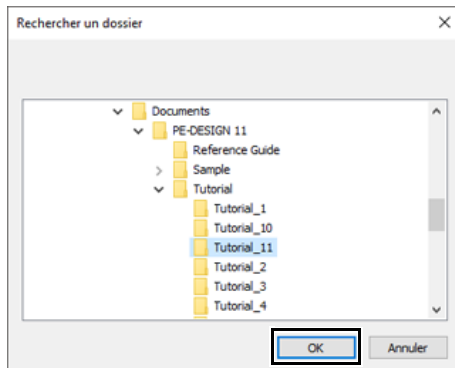 Rechercher un dossier
Documents
PE-DESIGN 11
Reference Guide
Sample
Tutorial
Tutorial_1
Tutorial_10
Tutorial_11
Tutorial_2
Tutorial_3
Tutorial_4
OK Annuler